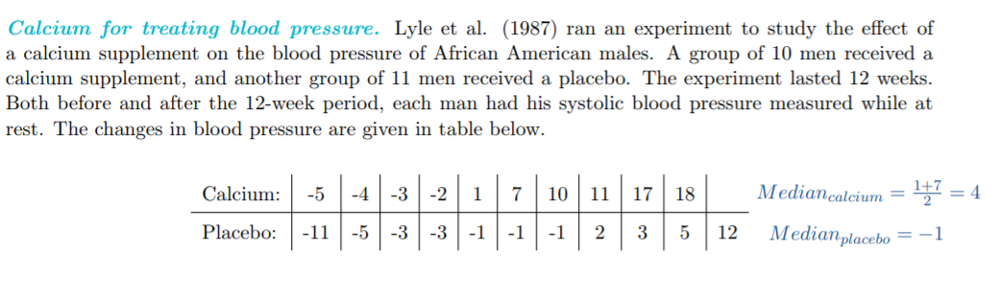 Calcium for treating blood pressure. Lyle et al. (1987) ran an experiment to study the effect of
a calcium supplement on the blood pressure of African American males. A group of 10 men received a
calcium supplement, and another group of 11 men received a placebo. The experiment lasted 12 weeks.
Both before and after the 12-week period, each man had his systolic blood pressure measured while at
rest. The changes in blood pressure are given in table below.
Calcium: -5 -4 -3 -2 1 7 10 11 17 18 Median_calcium = (1+7)/2 = 4
Placebo: -11 -5 -3 -3 -1 -1 -1 2 3 5 12 Median_placebo = −1